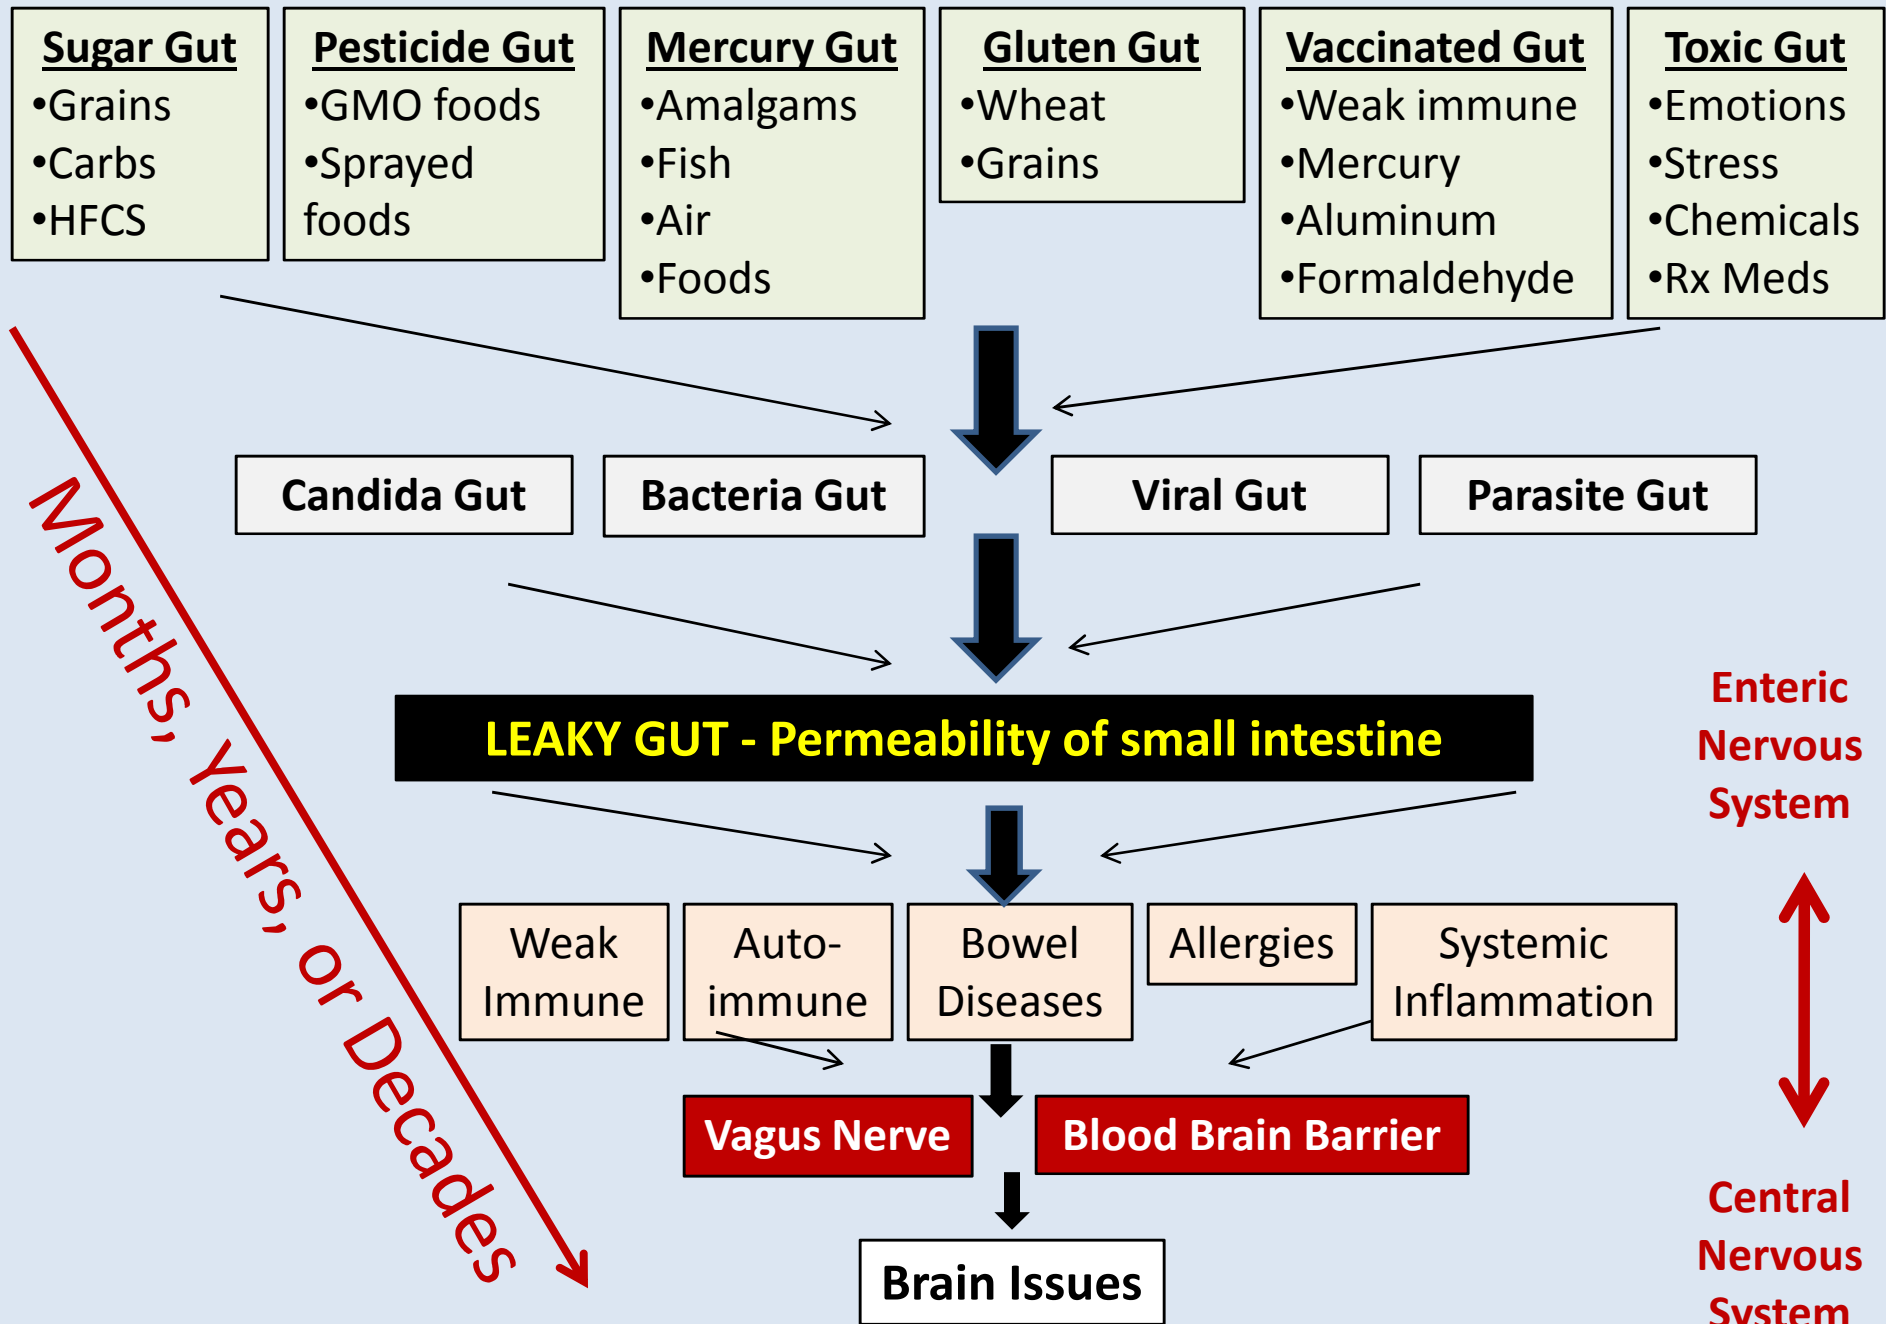 Sugar Gut
•Grains
•Carbs
•HFCS
Pesticide Gut
•GMO foods
•Sprayed
foods
Mercury Gut
•Amalgams
•Fish
•Air
•Foods
Gluten Gut
•Wheat
•Grains
Vaccinated Gut
•Weak immune
•Mercury
•Aluminum
•Formaldehyde
Toxic Gut
•Emotions
•Stress
•Chemicals
•Rx Meds
Months, Years, or Decades
Candida Gut
Bacteria Gut
Viral Gut
Parasite Gut
LEAKY GUT - Permeability of small intestine
Enteric
Nervous
System
Weak
Immune
Auto-
immune
Bowel
Diseases
Allergies
Systemic
Inflammation
Vagus Nerve
Blood Brain Barrier
Brain Issues
Central
Nervous
System